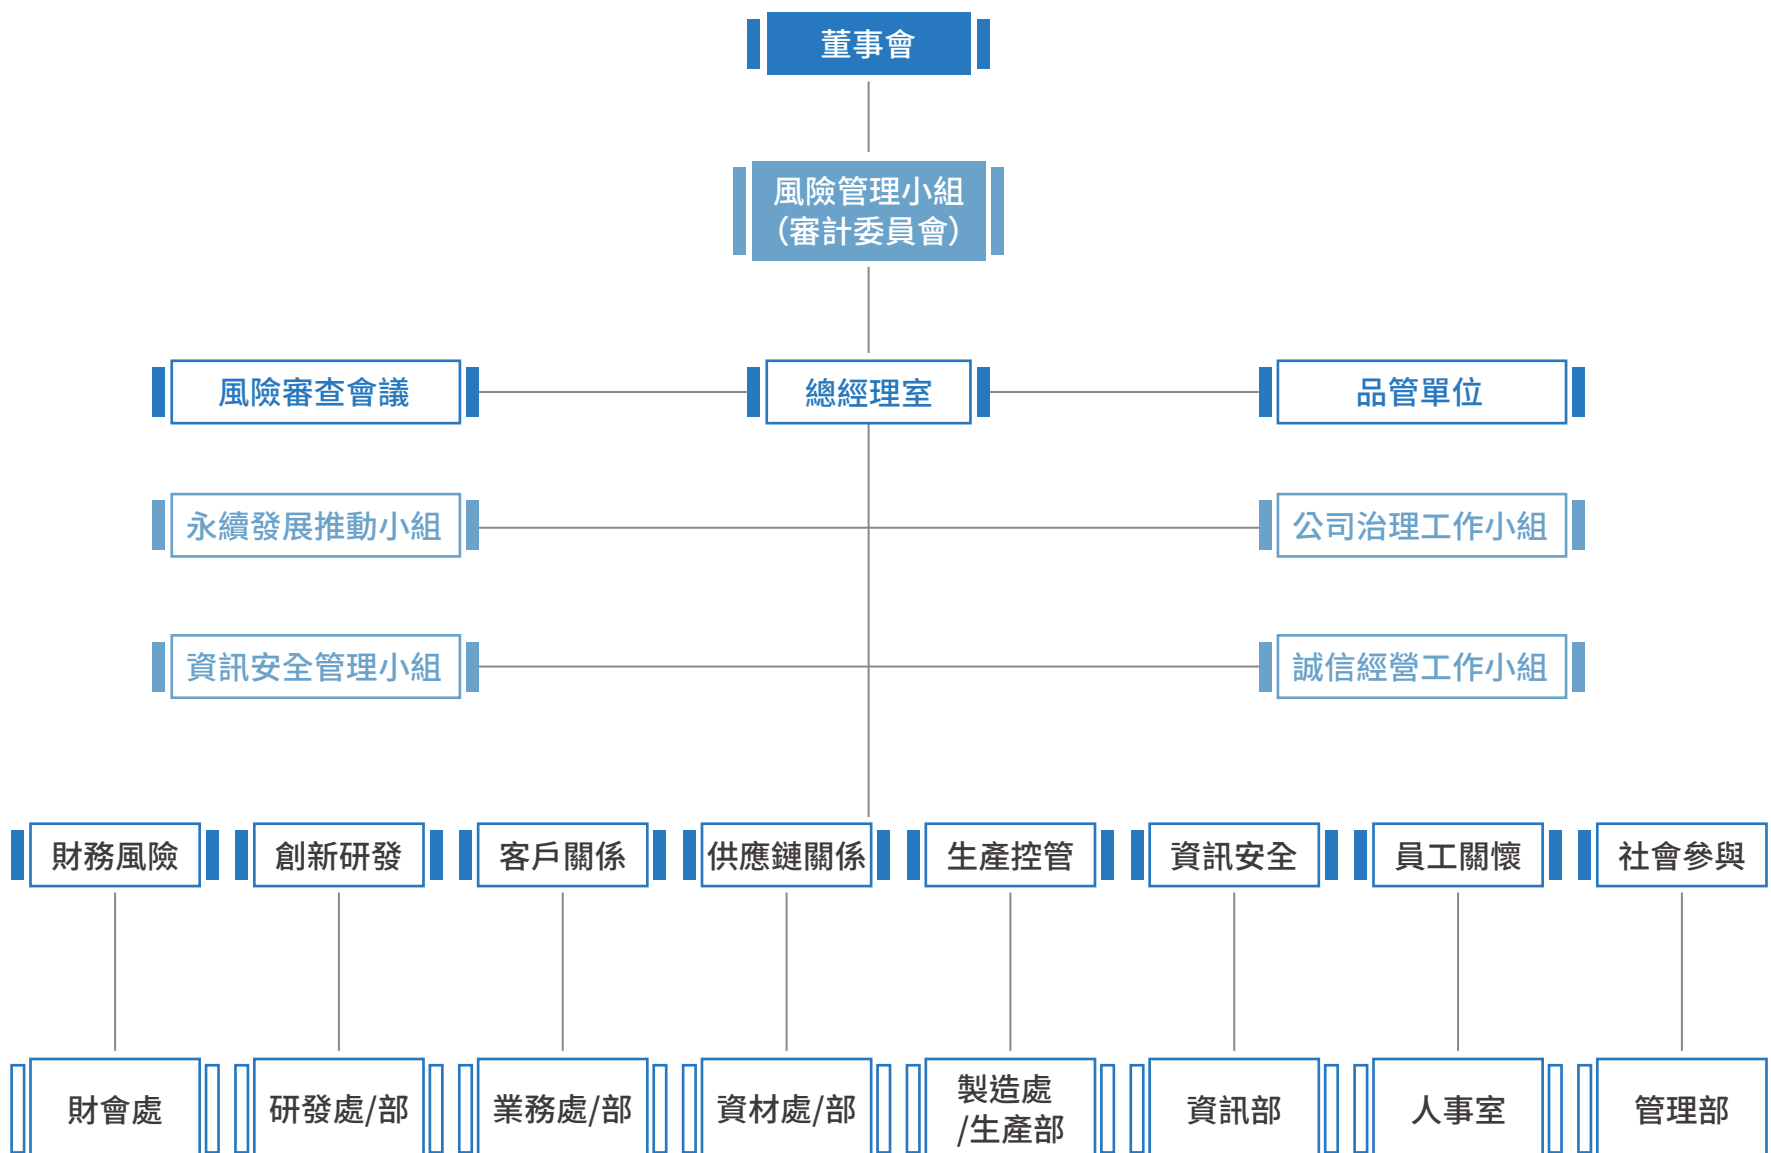 董事會
風險管理小組
（審計委員會）
風險審查會議
總經理室
品管單位
永續發展推動小組
公司治理工作小組
資訊安全管理小組
誠信經營工作小組
財務風險
創新研發
客戶關係
供應鏈關係
生產控管
資訊安全
員工關懷
社會參與
財會處
研發處/部
業務處/部
資材處/部
製造處
/生產部
資訊部
人事室
管理部